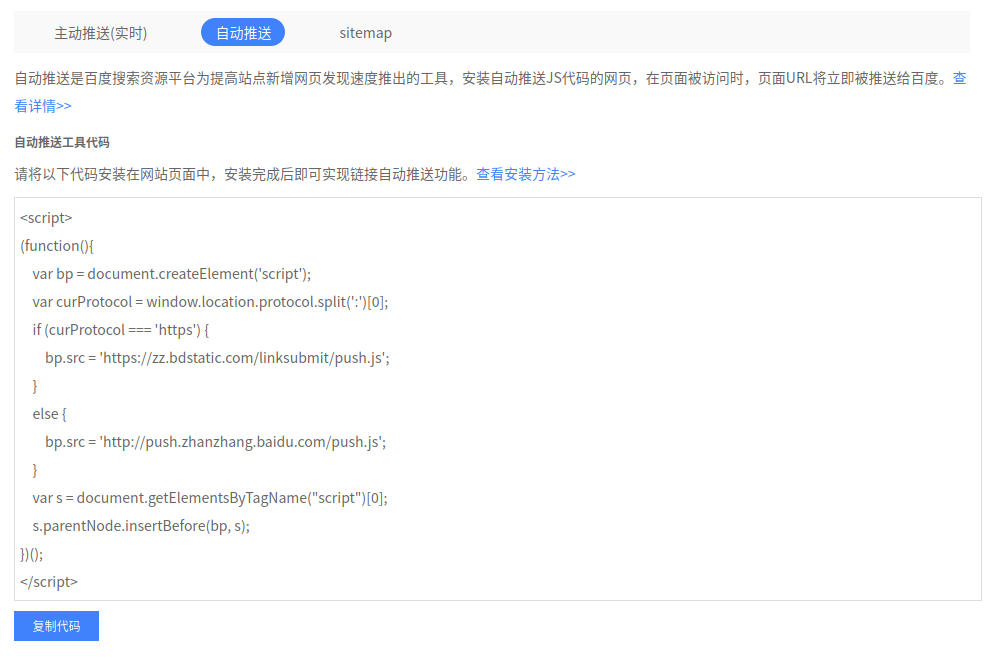 主动推送(实时) 自动推送 sitemap
自动推送是百度搜索资源平台为提高站点新增网页发现速度推出的工具，安装自动推送JS代码的网页，在页面被访问时，页面URL将立即被推送给百度。查
看详情>>
自动推送工具代码
请将以下代码安装在网站页面中，安装完成后即可实现链接自动推送功能。查看安装方法>>
<script>
(function(){
    var bp = document.createElement('script');
    var curProtocol = window.location.protocol.split(':')[0];
    if (curProtocol === 'https') {
        bp.src = 'https://zz.bdstatic.com/linksubmit/push.js';
    }
    else {
        bp.src = 'http://push.zhanzhang.baidu.com/push.js';
    }
    var s = document.getElementsByTagName("script")[0];
    s.parentNode.insertBefore(bp, s);
})();
</script>
复制代码